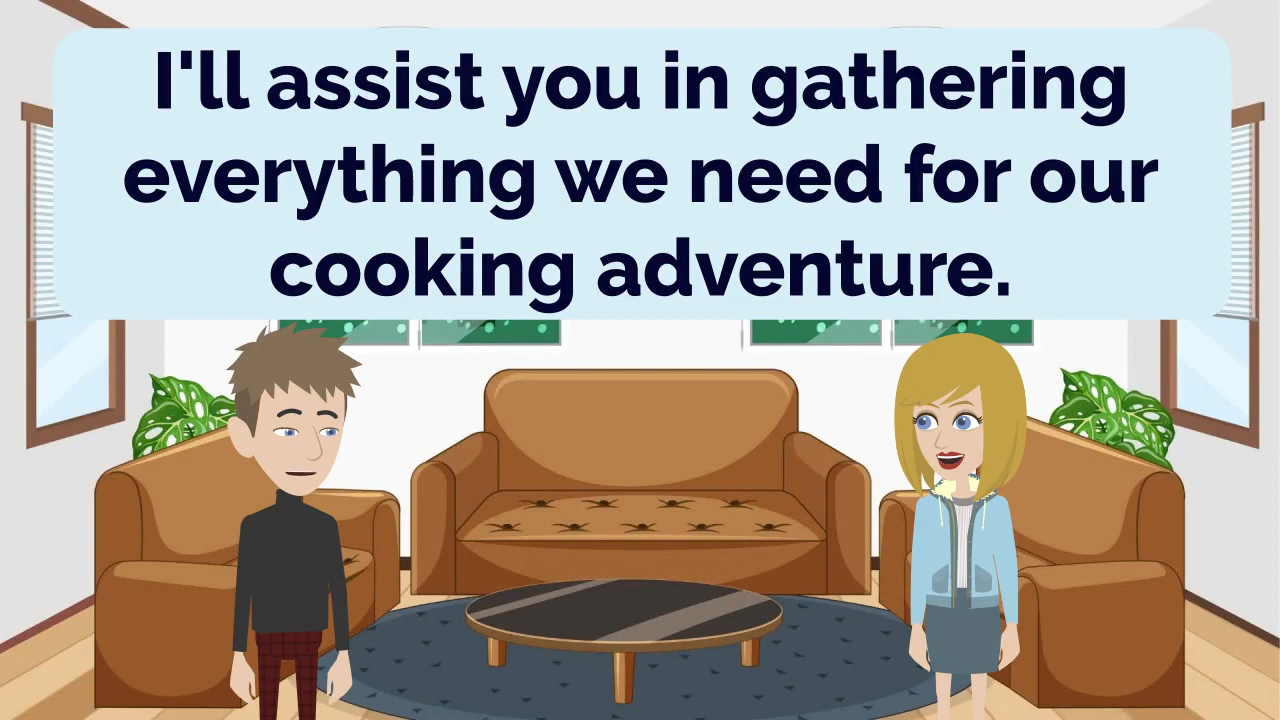 I'll assist you in gathering
everything we need for our
cooking adventure.